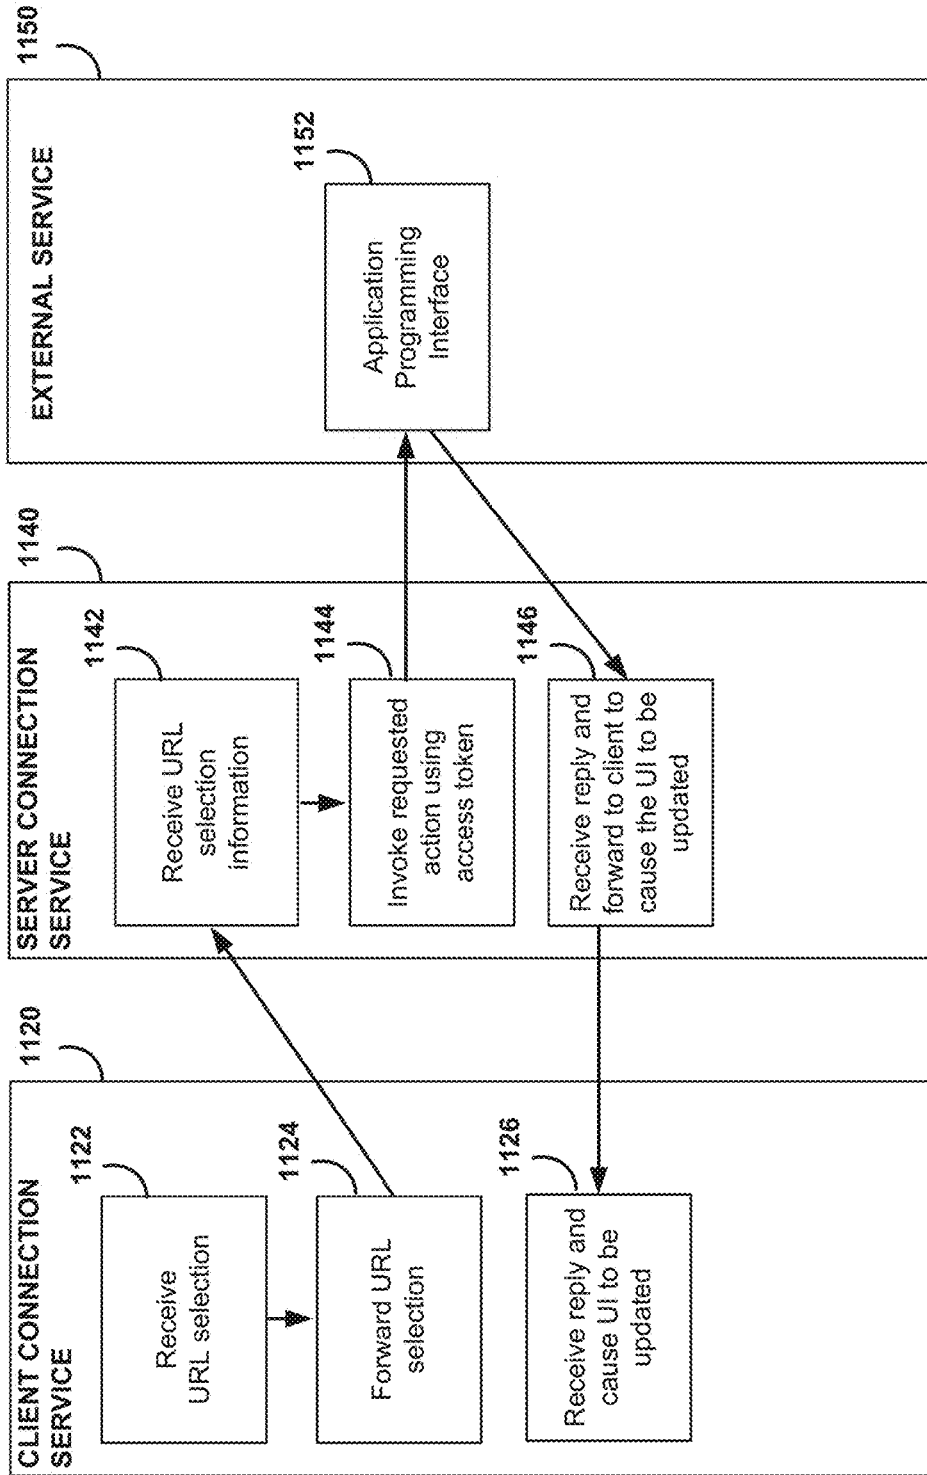 CLIENT CONNECTION
SERVICE
1120
Receive
URL selection
1122
Forward URL
selection
1124
Receive reply and
cause UI to be
updated
1126
SERVER CONNECTION
SERVICE
1140
Receive URL
selection
information
1142
Invoke requested
action using
access token
1144
Receive reply and
forward to client to
cause the UI to be
updated
1146
EXTERNAL SERVICE
1150
Application
Programming
Interface
1152